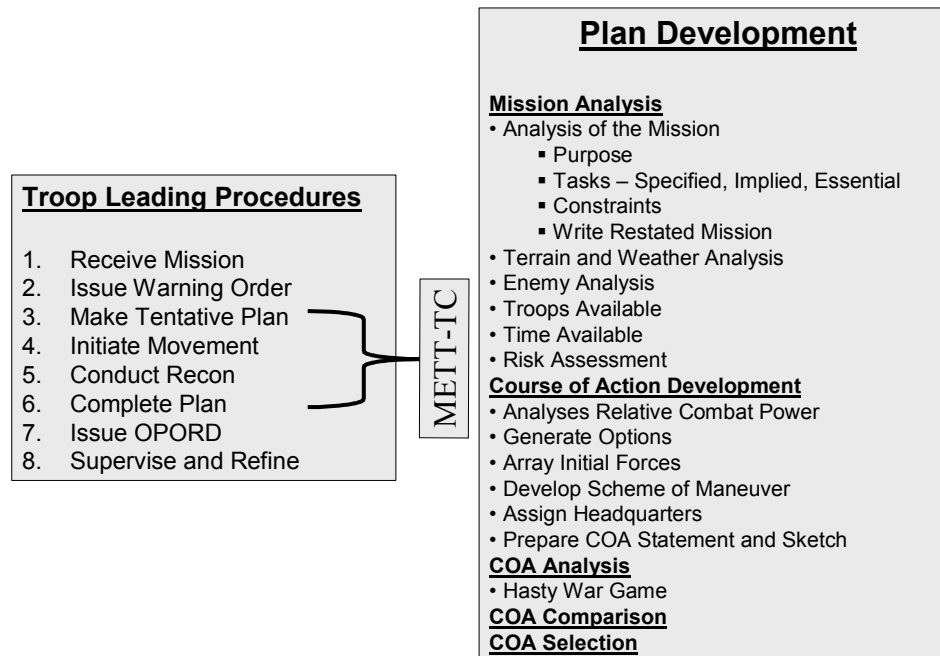 Troop Leading Procedures
1. Receive Mission
2. Issue Warning Order
3. Make Tentative Plan
4. Initiate Movement
5. Conduct Recon
6. Complete Plan
7. Issue OPORD
8. Supervise and Refine
METT-TC
Plan Development
Mission Analysis
• Analysis of the Mission
▪ Purpose
▪ Tasks – Specified, Implied, Essential
▪ Constraints
▪ Write Restated Mission
• Terrain and Weather Analysis
• Enemy Analysis
• Troops Available
• Time Available
• Risk Assessment
Course of Action Development
• Analyses Relative Combat Power
• Generate Options
• Array Initial Forces
• Develop Scheme of Maneuver
• Assign Headquarters
• Prepare COA Statement and Sketch
COA Analysis
• Hasty War Game
COA Comparison
COA Selection